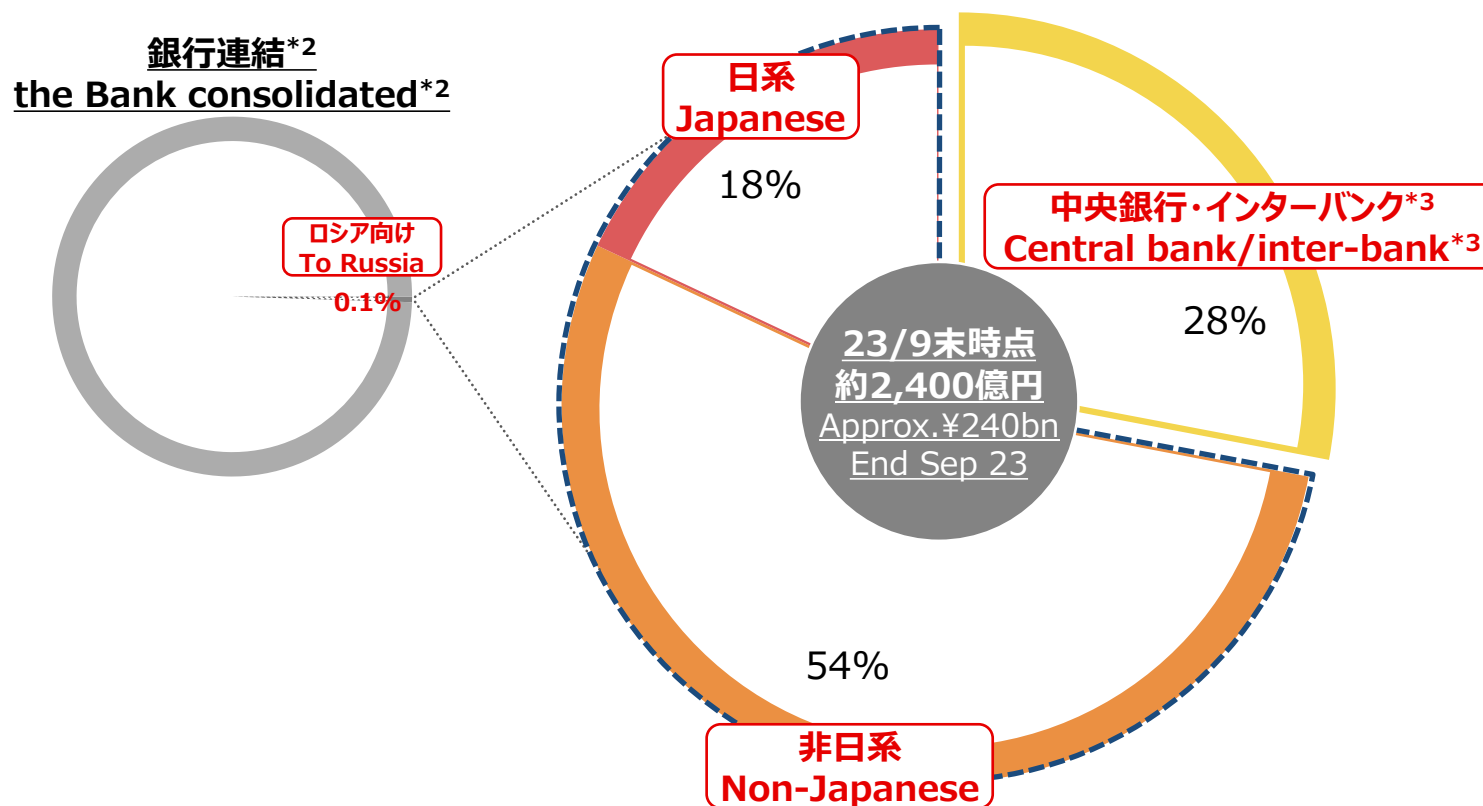 銀行連結*2
the Bank consolidated*2
ロシア向け
To Russia
0.1%
日系
Japanese
18%
中央銀行・インターバンク*3
Central bank/inter-bank*3
28%
23/9末時点
約2,400億円
Approx.¥240bn
End Sep 23
54%
非日系
Non-Japanese